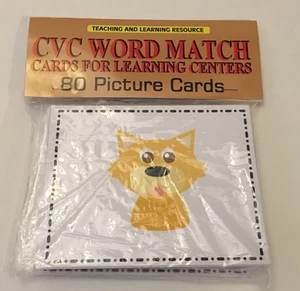 TEACHING AND LEARNING RESOURCE
CVC WORD MATCH
CARDS FOR LEARNING CENTERS
80 Picture Cards